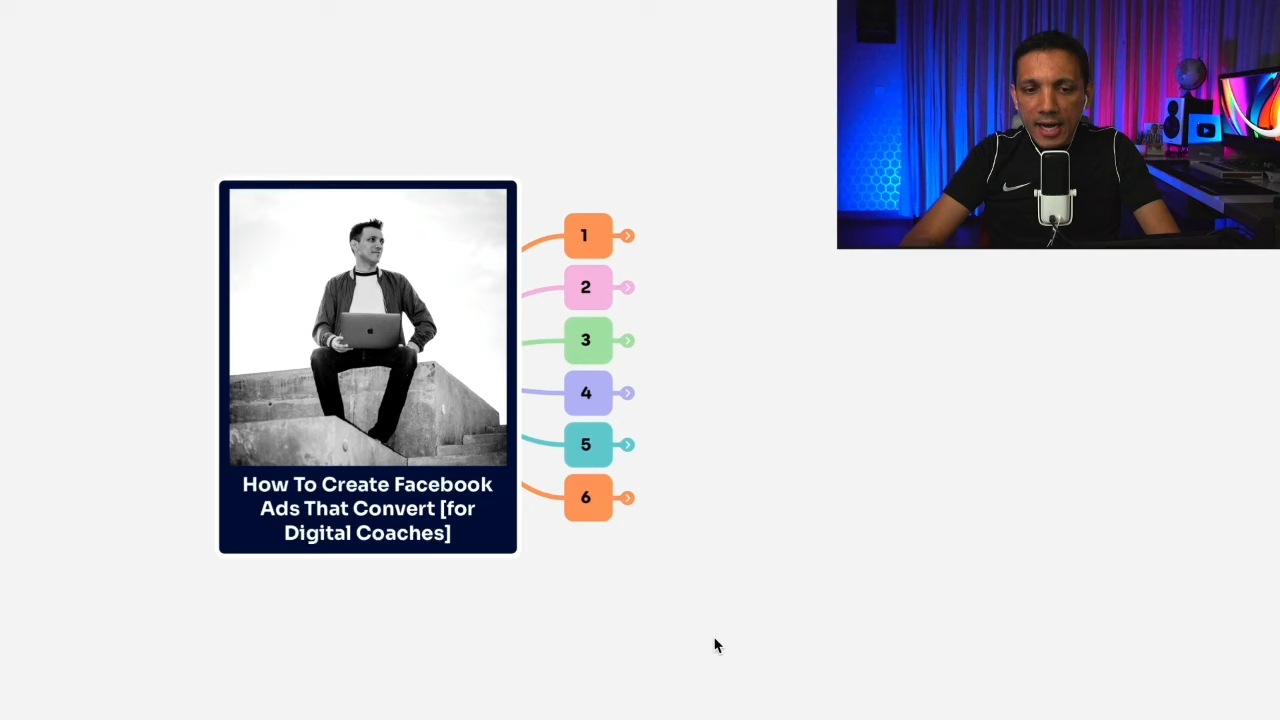 How To Create Facebook
Ads That Convert [for
Digital Coaches]
1
2
3
4
5
6